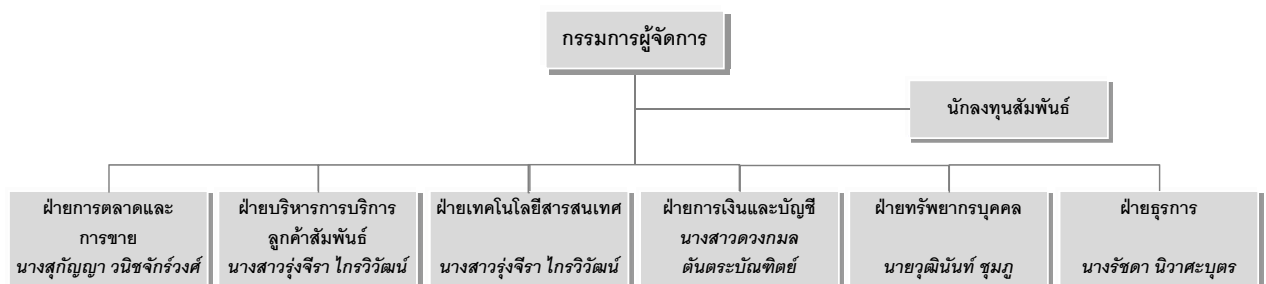 กรรมการผู้จัดการ
นักลงทุนสัมพันธ์
ฝ่ายการตลาดและ
การขาย
นางสุกัญญา วนิชจักร์วงศ์
ฝ่ายบริหารการบริการ
ลูกค้าสัมพันธ์
นางสาวรุ่งจีรา ไกรวิวัฒน์
ฝ่ายเทคโนโลยีสารสนเทศ
นางสาวรุ่งจีรา ไกรวิวัฒน์
ฝ่ายการเงินและบัญชี
นางสาวดวงกมล
ตันตระบัณฑิตย์
ฝ่ายทรัพยากรบุคคล
นายวุฒินันท์ ชุมภู
ฝ่ายธุรการ
นางรัชดา นิวาศะบุตร